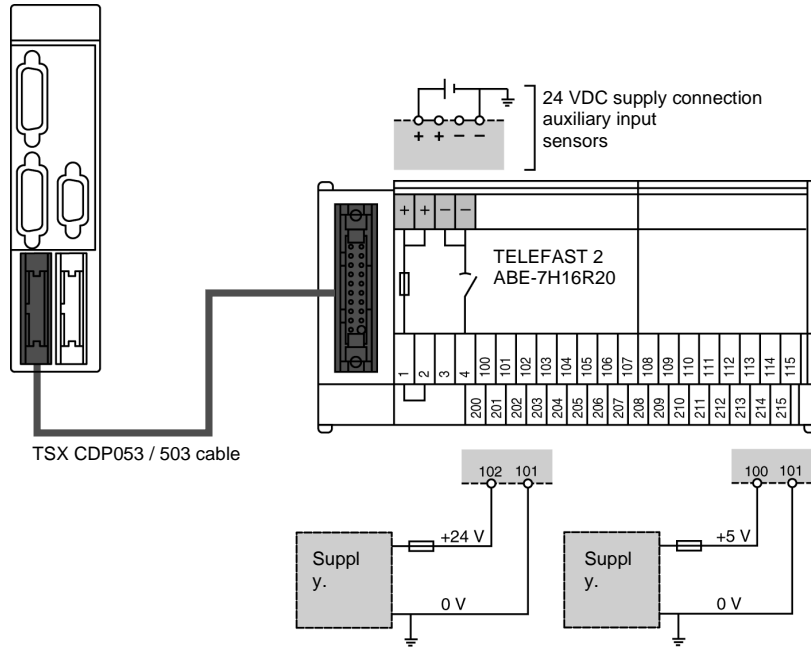 24 VDC supply connection
auxiliary input
sensors
+ + − −
+ + − −
TELEFAST 2
ABE-7H16R20
1 2 3 4 100 101 102 103 104 105 106 107 108 109 110 111 112 113 114 115
200 201 202 203 204 205 206 207 208 209 210 211 212 213 214 215
TSX CDP053 / 503 cable
102 101
+24 V
Suppl
y.
0 V
100 101
+5 V
Suppl
y.
0 V